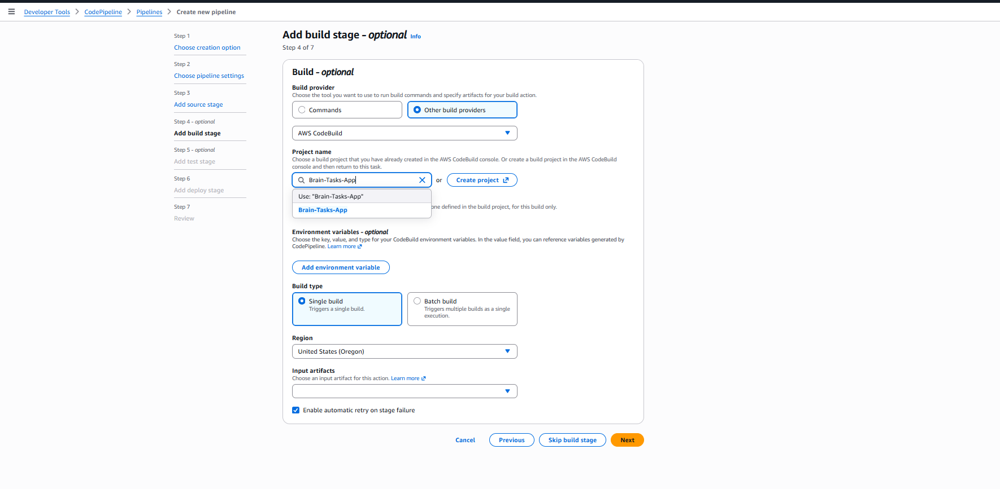 Developer Tools > CodePipeline > Pipelines > Create new pipeline
Step 1
Choose creation option
Step 2
Choose pipeline settings
Step 3
Add source stage
Step 4 - optional
Add build stage
Step 5 - optional
Add test stage
Step 6
Add deploy stage
Step 7
Review
Add build stage - optional Info
Step 4 of 7
Build - optional
Build provider
Choose the tool you want to use to run build commands and specify artifacts for your build action.
Commands
Other build providers
AWS CodeBuild
Project name
Choose a build project that you have already created in the AWS CodeBuild console. Or create a build project in the AWS CodeBuild
console and then return to this task.
Brain-Tasks-App
or
Create project
Use: "Brain-Tasks-App"
Brain-Tasks-App
one defined in the build project, for this build only.
Environment variables - optional
Choose the key, value, and type for your CodeBuild environment variables. In the value field, you can reference variables generated by
CodePipeline. Learn more
Add environment variable
Build type
Single build
Triggers a single build.
Batch build
Triggers multiple builds as a single
execution.
Region
United States (Oregon)
Input artifacts
Choose an input artifact for this action. Learn more
Enable automatic retry on stage failure
Cancel
Previous
Skip build stage
Next